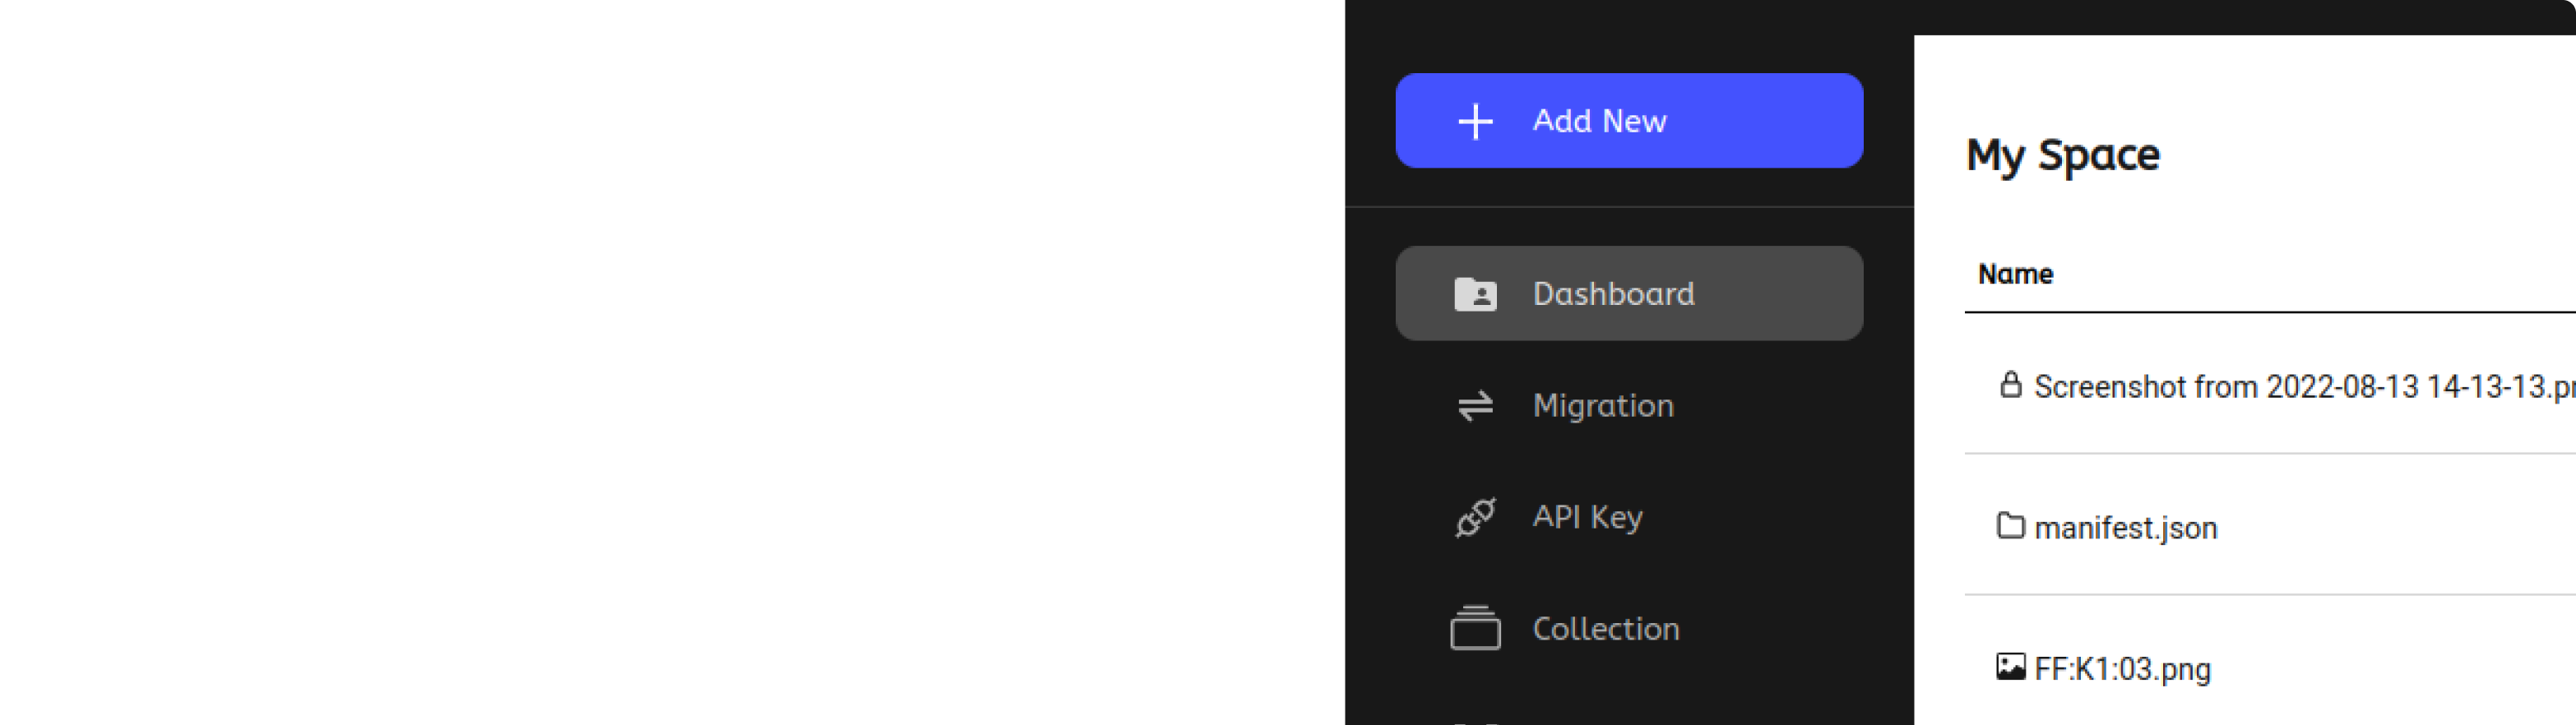 Add New
Dashboard
Migration
API Key
Collection
My Space
Name
Screenshot from 2022-08-13 14-13-13.p
manifest.json
FF:K1:03.png